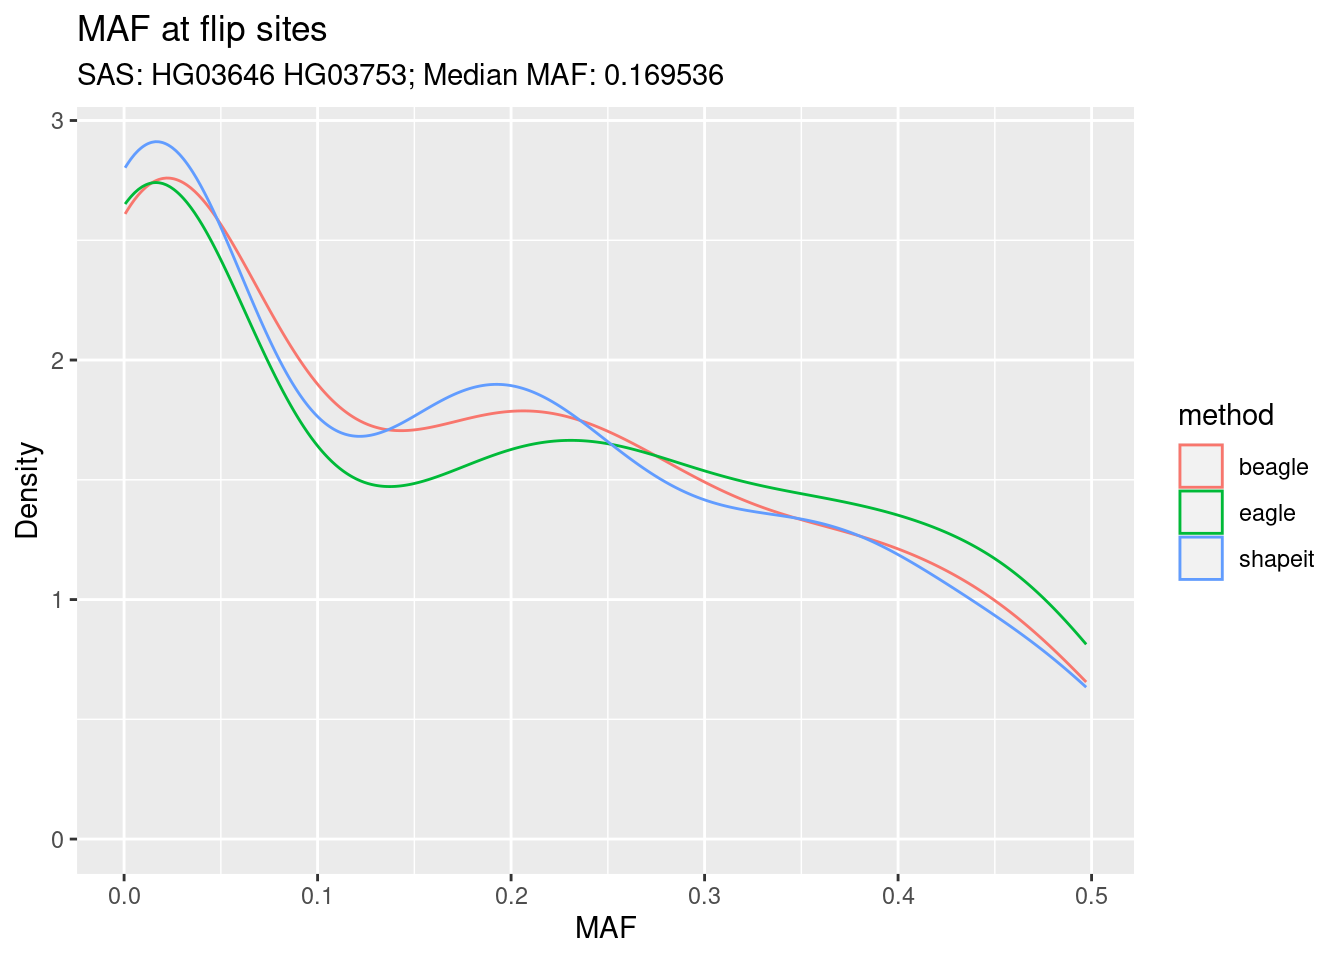 MAF at flip sites
SAS: HG03646 HG03753; Median MAF: 0.169536
3
2
1
0
Density
0.0 0.1 0.2 0.3 0.4 0.5
MAF
method
beagle
eagle
shapeit